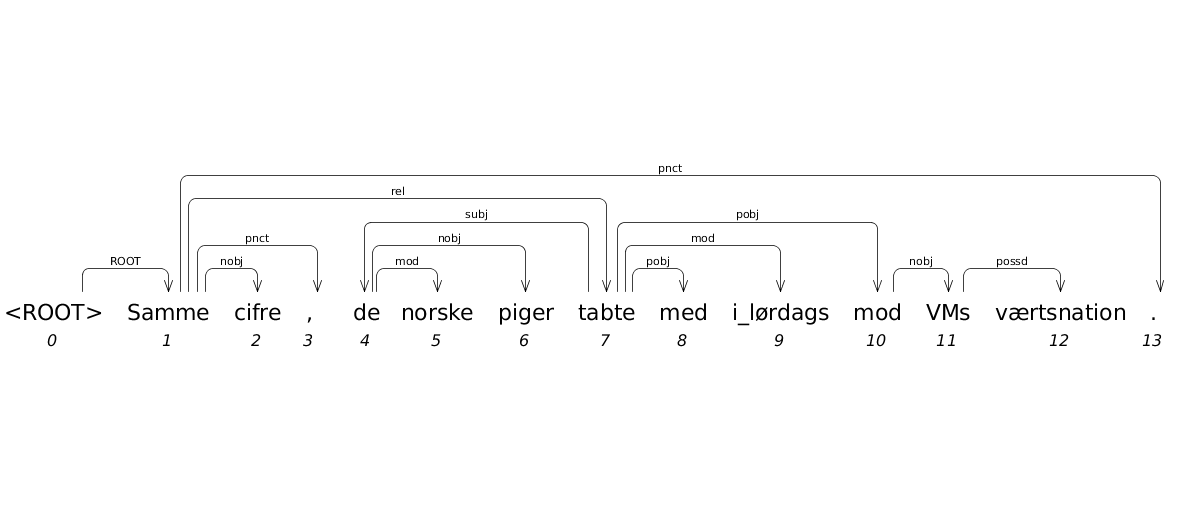 pnct
rel
subj pobj
pnct nobj mod
ROOT nobj mod pobj nobj possd
<ROOT> Samme cifre , de norske piger tabte med i_lørdags mod VMs værtsnation .
0 1 2 3 4 5 6 7 8 9 10 11 12 13